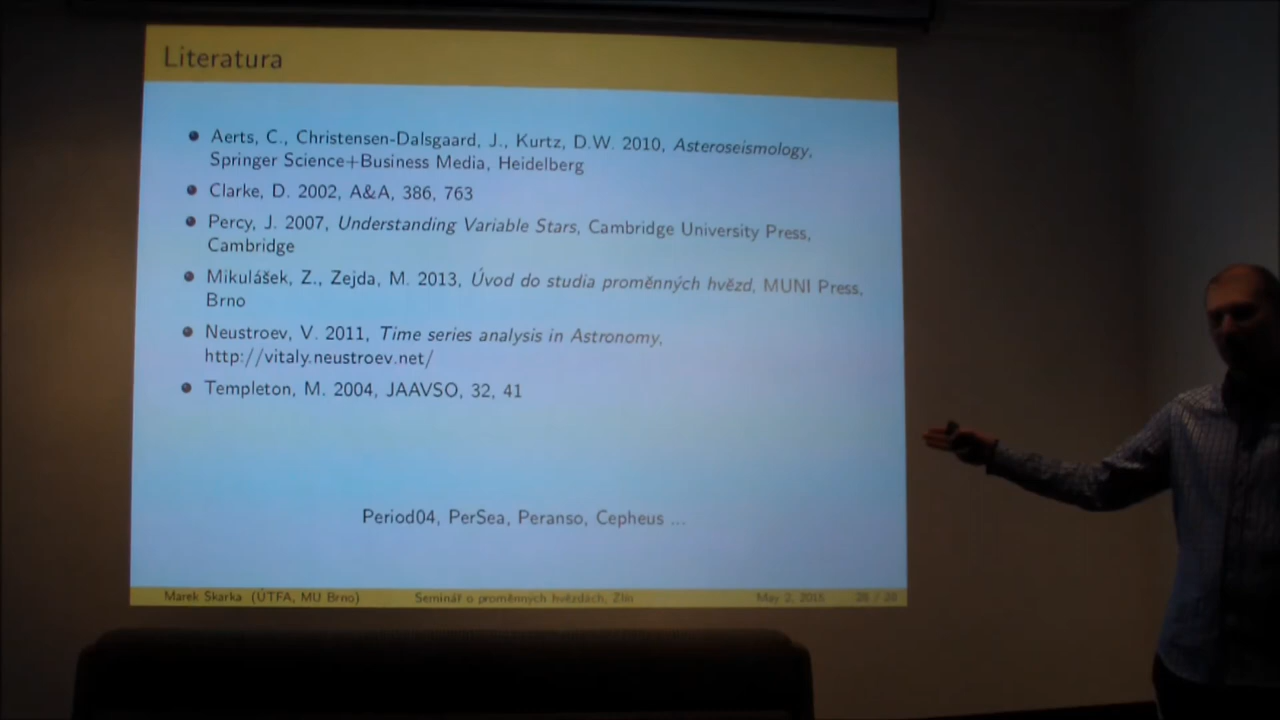 Literatura
Aerts, C., Christensen-Dalsgaard, J., Kurtz, D.W. 2010, Asteroseismology,
Springer Science+Business Media, Heidelberg
Clarke, D. 2002, A&A, 386, 763
Percy, J. 2007, Understanding Variable Stars, Cambridge University Press,
Cambridge
Mikulášek, Z., Zejda, M. 2013, Úvod do studia proměnných hvězd, MUNI Press,
Brno
Neustroev, V. 2011, Time series analysis in Astronomy,
http://vitaly.neustroev.net/
Templeton, M. 2004, JAAVSO, 32, 41
Period04, PerSea, Peranso, Cepheus ...
Marek Skarka (ÚTFA, MU Brno) Seminář o proměnných hvězdách, Zlín May 2,